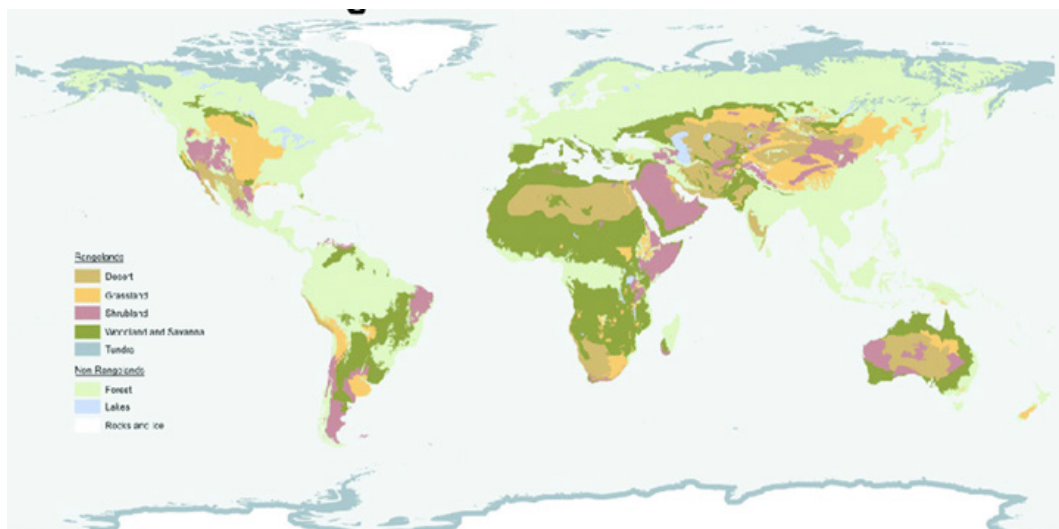 g
Rangelands
Desert
Grassland
Shrubland
Woodland and Savanna
Tundra
Non Rangelands
Forest
Lakes
Rocks and Ice